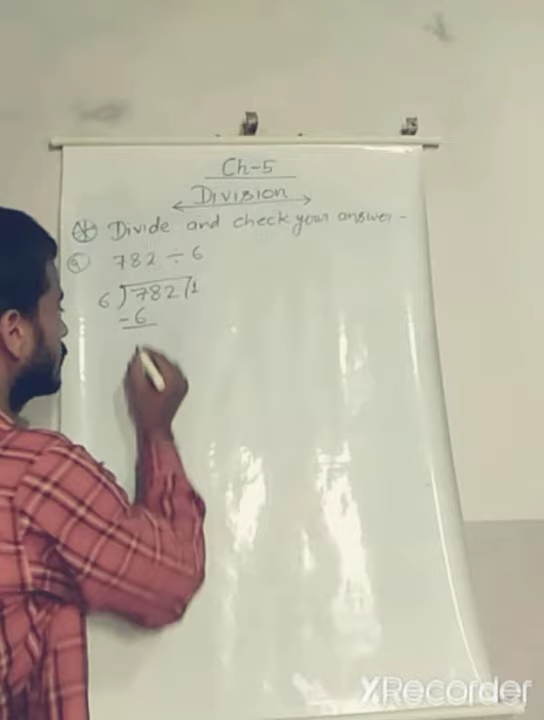 Ch-5
Division
Divide and check your answer -
a 782 ÷ 6
6 ) 782 ( 1
- 6
XRecorder